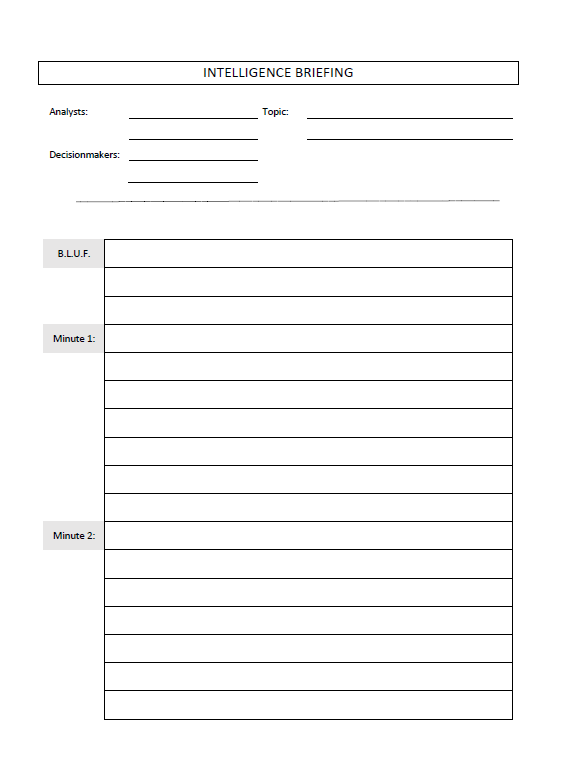 INTELLIGENCE BRIEFING
Analysts: Topic:
Decisionmakers:
B.L.U.F.
Minute 1:
Minute 2: